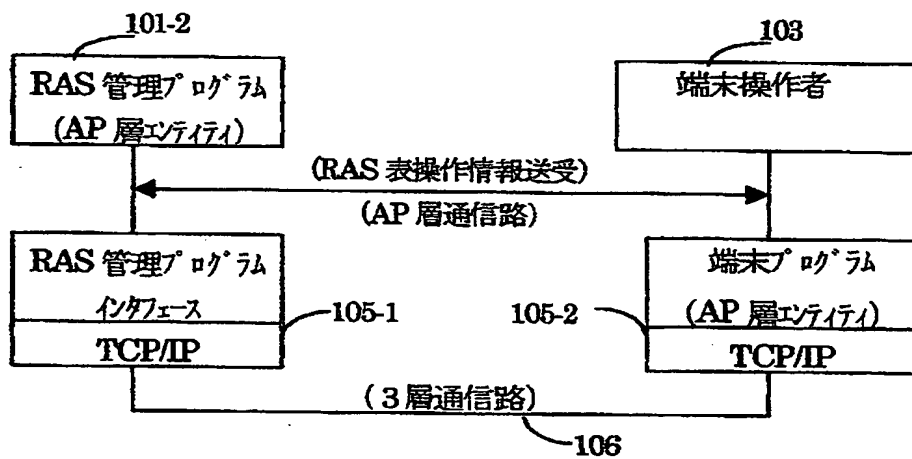 101-2
103
RAS 管理プログラム
(AP 層エンティティ)
端末操作者
(RAS 表操作情報送受)
(AP 層通信路)
RAS 管理プログラム
インタフェース
TCP/IP
105-1
端末プログラム
(AP 層エンティティ)
TCP/IP
105-2
(3層通信路)
106